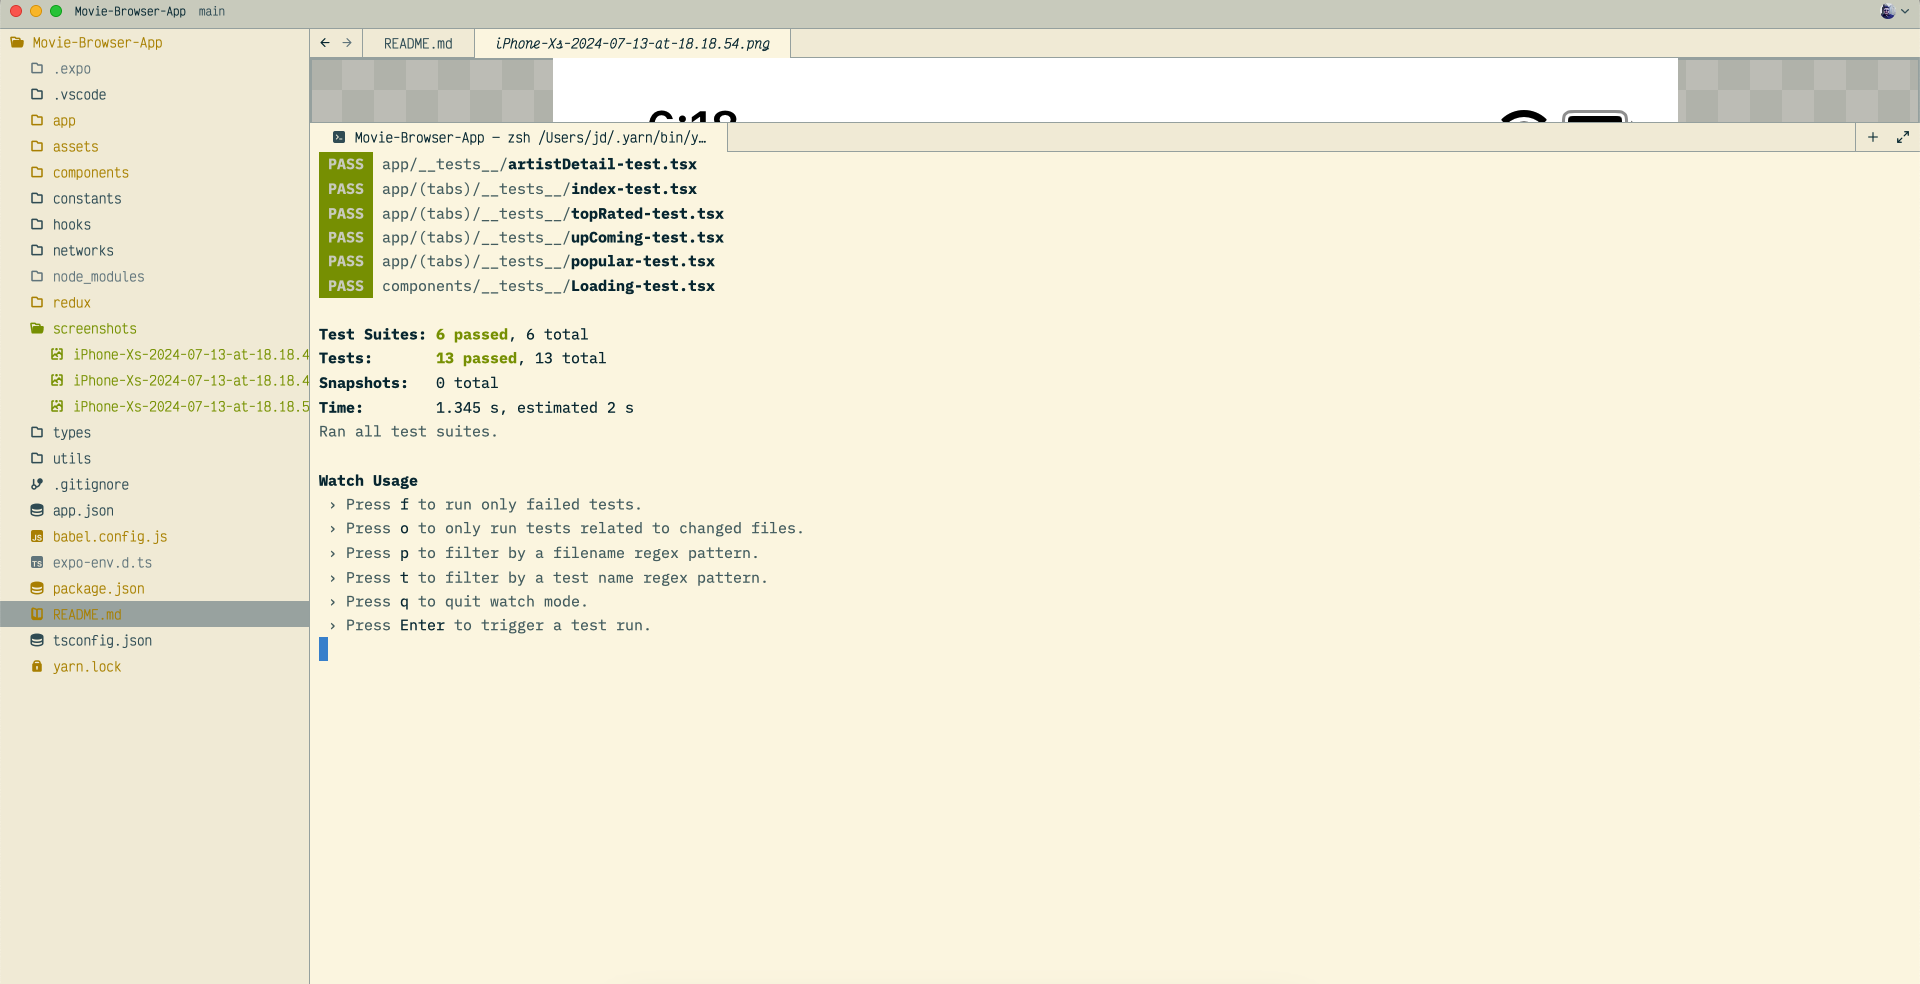 Movie-Browser-App main
Movie-Browser-App
.expo
.vscode
app
assets
components
constants
hooks
networks
node_modules
redux
screenshots
iPhone-Xs-2024-07-13-at-18.18.4
iPhone-Xs-2024-07-13-at-18.18.4
iPhone-Xs-2024-07-13-at-18.18.5
types
utils
.gitignore
app.json
babel.config.js
expo-env.d.ts
package.json
README.md
tsconfig.json
yarn.lock
README.md
iPhone-Xs-2024-07-13-at-18.18.54.png
6:18
Movie-Browser-App — zsh /Users/jd/.yarn/bin/y…
PASS app/__tests__/artistDetail-test.tsx
PASS app/(tabs)/__tests__/index-test.tsx
PASS app/(tabs)/__tests__/topRated-test.tsx
PASS app/(tabs)/__tests__/upComing-test.tsx
PASS app/(tabs)/__tests__/popular-test.tsx
PASS components/__tests__/Loading-test.tsx
Test Suites: 6 passed, 6 total
Tests: 13 passed, 13 total
Snapshots: 0 total
Time: 1.345 s, estimated 2 s
Ran all test suites.
Watch Usage
› Press f to run only failed tests.
› Press o to only run tests related to changed files.
› Press p to filter by a filename regex pattern.
› Press t to filter by a test name regex pattern.
› Press q to quit watch mode.
› Press Enter to trigger a test run.